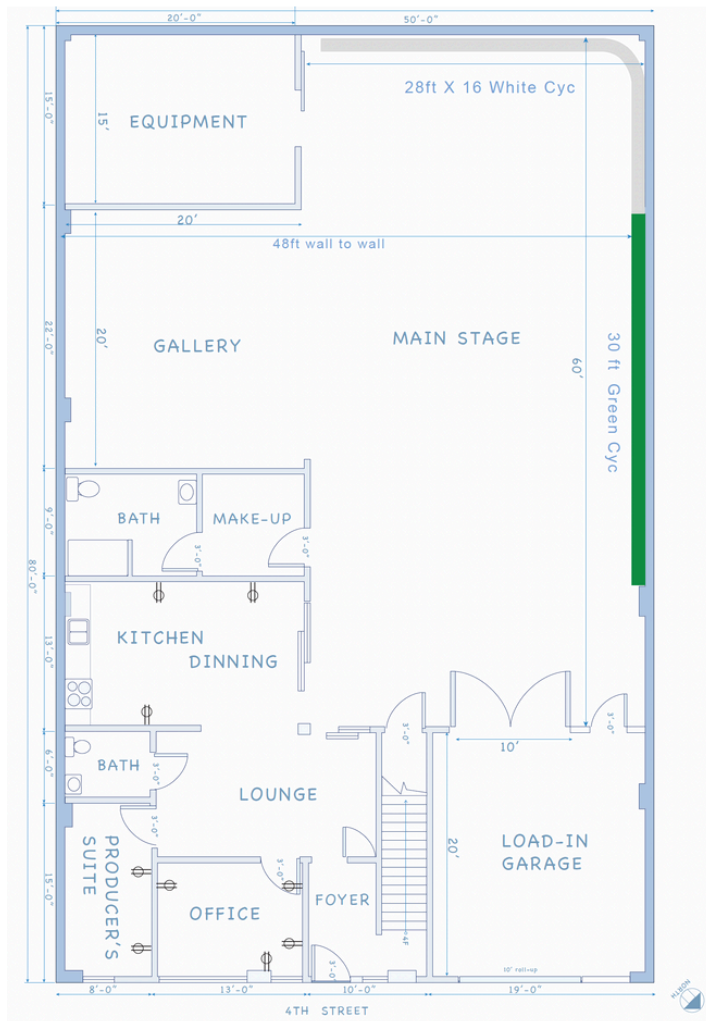 20'-0"
50'-0"
28ft X 16 White Cyc
15'-0"
15'
EQUIPMENT
20'
48ft wall to wall
22'-0"
20'
GALLERY
MAIN STAGE
60'
30 ft Green Cyc
9'-0"
BATH
MAKE-UP
3'-0"
3'-0"
80'-0"
13'-0"
KITCHEN
DINNING
3'-0"
3'-0"
10'
6'-0"
BATH
3'-0"
LOUNGE
3'-0"
20'
LOAD-IN
GARAGE
15'-0"
PRODUCER'S
SUITE
3'-0"
OFFICE
FOYER
3'-0"
10' roll-up
8'-0"
13'-0"
10'-0"
19'-0"
4TH STREET
NORTH